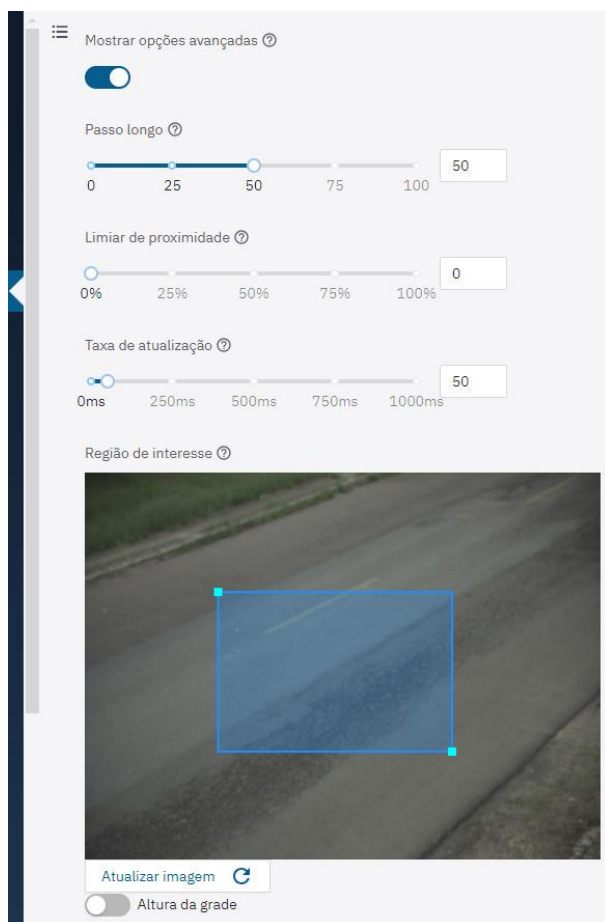 Mostrar opções avançadas
Passo longo
50
0 25 50 75 100
Limiar de proximidade
0
0% 25% 50% 75% 100%
Taxa de atualização
50
0ms 250ms 500ms 750ms 1000ms
Região de interesse
Atualizar imagem
Altura da grade